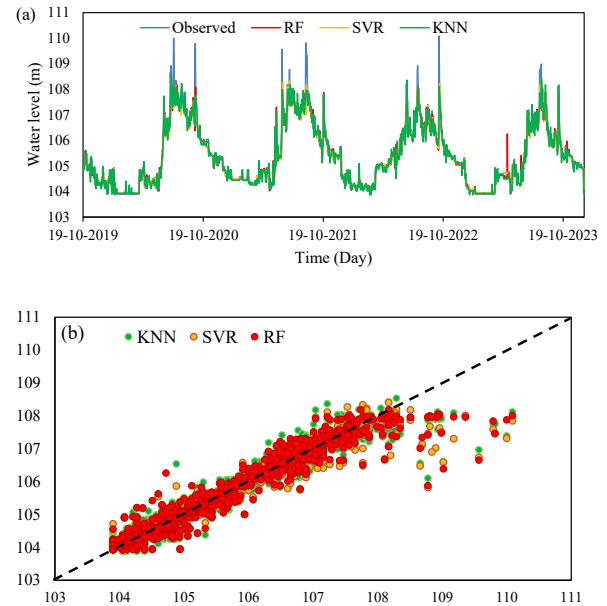 (a)
Observed RF SVR KNN
Water level (m)
111
110
109
108
107
106
105
104
103
19-10-2019 19-10-2020 19-10-2021 19-10-2022 19-10-2023
Time (Day)
(b)
KNN SVR RF
111
110
109
108
107
106
105
104
103
103 104 105 106 107 108 109 110 111